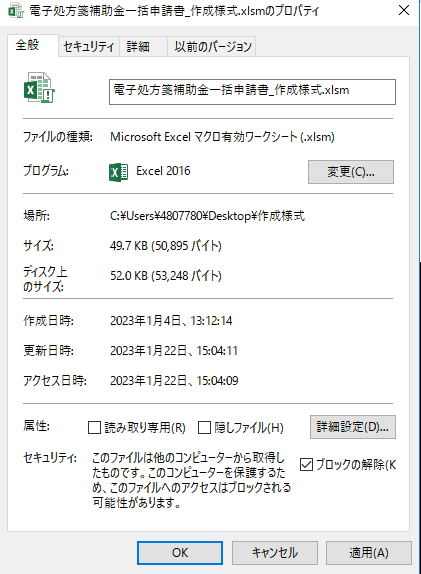 電子処方箋補助金一括申請書_作成様式.xlsmのプロパティ
全般 セキュリティ 詳細 以前のバージョン
電子処方箋補助金一括申請書_作成様式.xlsm
ファイルの種類: Microsoft Excel マクロ有効ワークシート (.xlsm)
プログラム: Excel 2016 変更(C)...
場所: C:¥Users¥4807780¥Desktop¥作成様式
サイズ: 49.7 KB (50,895 バイト)
ディスク上
のサイズ: 52.0 KB (53,248 バイト)
作成日時: 2023年1月4日、13:12:14
更新日時: 2023年1月22日、15:04:11
アクセス日時: 2023年1月22日、15:04:09
属性: 読み取り専用(R) 隠しファイル(H) 詳細設定(D)...
セキュリティ: このファイルは他のコンピューターから取得し
たものです。このコンピューターを保護するた
め、このファイルへのアクセスはブロックされる
可能性があります。
ブロックの解除(K
OK キャンセル 適用(A)